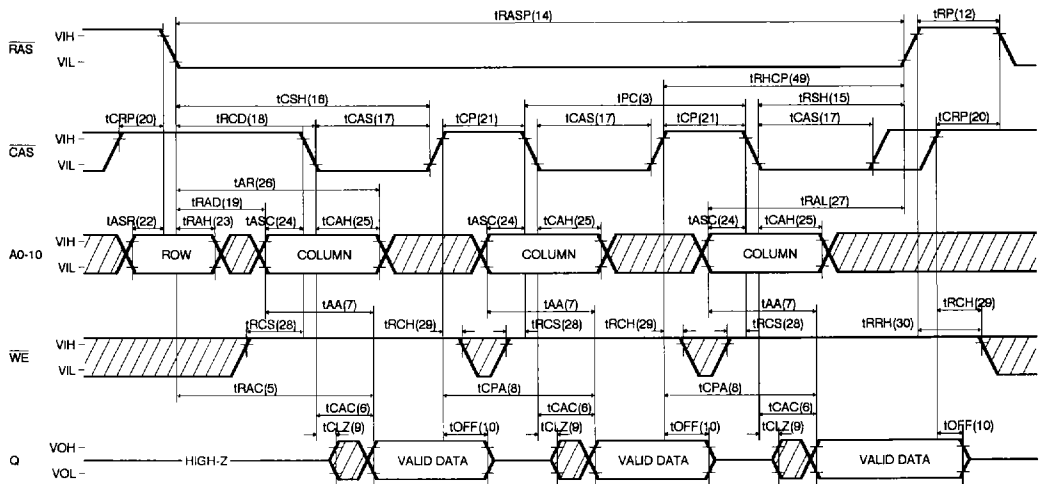 tRASP(14) tRP(12)
VIH
RAS
VIL
tRHCP(49)
tCSH(16) tPC(3) tRSH(15)
tCRP(20) tRCD(18) tCAS(17) tCP(21) tCAS(17) tCP(21) tCAS(17) tCRP(20)
VIH
CAS
VIL
tAR(26)
tRAD(19) tRAL(27)
tASR(22) tRAH(23) tASC(24) tCAH(25) tASC(24) tCAH(25) tASC(24) tCAH(25)
VIH
A0-10 ROW COLUMN COLUMN COLUMN
VIL
tAA(7) tAA(7) tAA(7) tRCH(29)
tRCS(28) tRCH(29) tRCS(28) tRCH(29) tRCS(28) tRRH(30)
VIH
WE
VIL
tRAC(5) tCPA(8) tCPA(8)
tCAC(6) tCAC(6) tCAC(6)
tCLZ(9) tOFF(10) tCLZ(9) tOFF(10) tCLZ(9) tOFF(10)
VOH
Q HIGH-Z VALID DATA VALID DATA VALID DATA
VOL